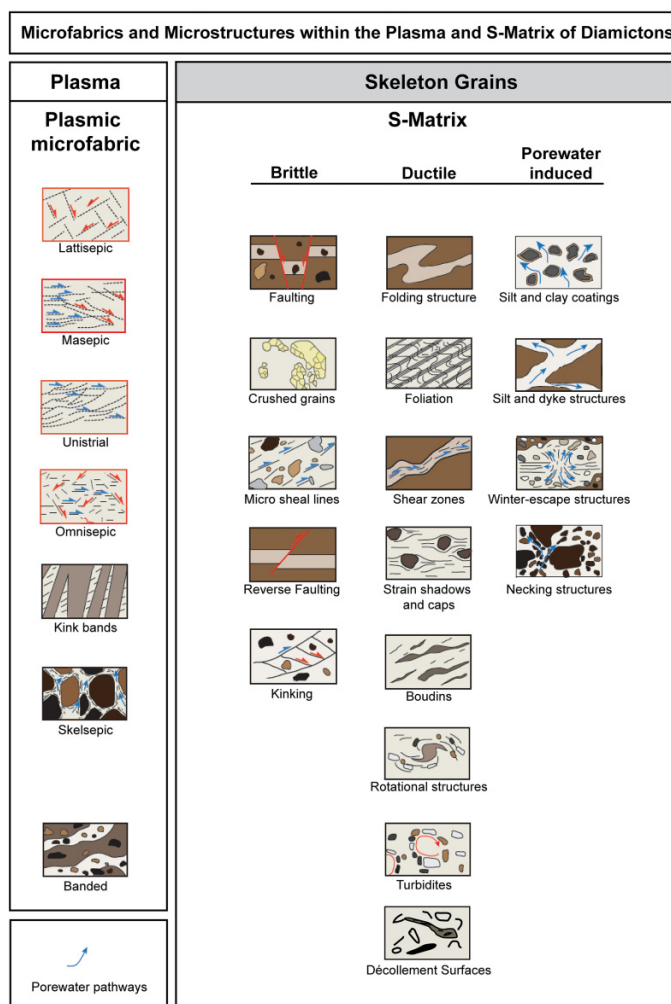 Microfabrics and Microstructures within the Plasma and S-Matrix of Diamictons
Plasma
Plasmic
microfabric
Lattisepic
Masepic
Unistrial
Omnisepic
Kink bands
Skelsepic
Banded
Porewater pathways
Skeleton Grains
S-Matrix
Brittle
Faulting
Crushed grains
Micro sheal lines
Reverse Faulting
Kinking
Ductile
Folding structure
Foliation
Shear zones
Strain shadows
and caps
Boudins
Rotational structures
Turbidites
Décollement Surfaces
Porewater
induced
Silt and clay coatings
Silt and dyke structures
Winter-escape structures
Necking structures